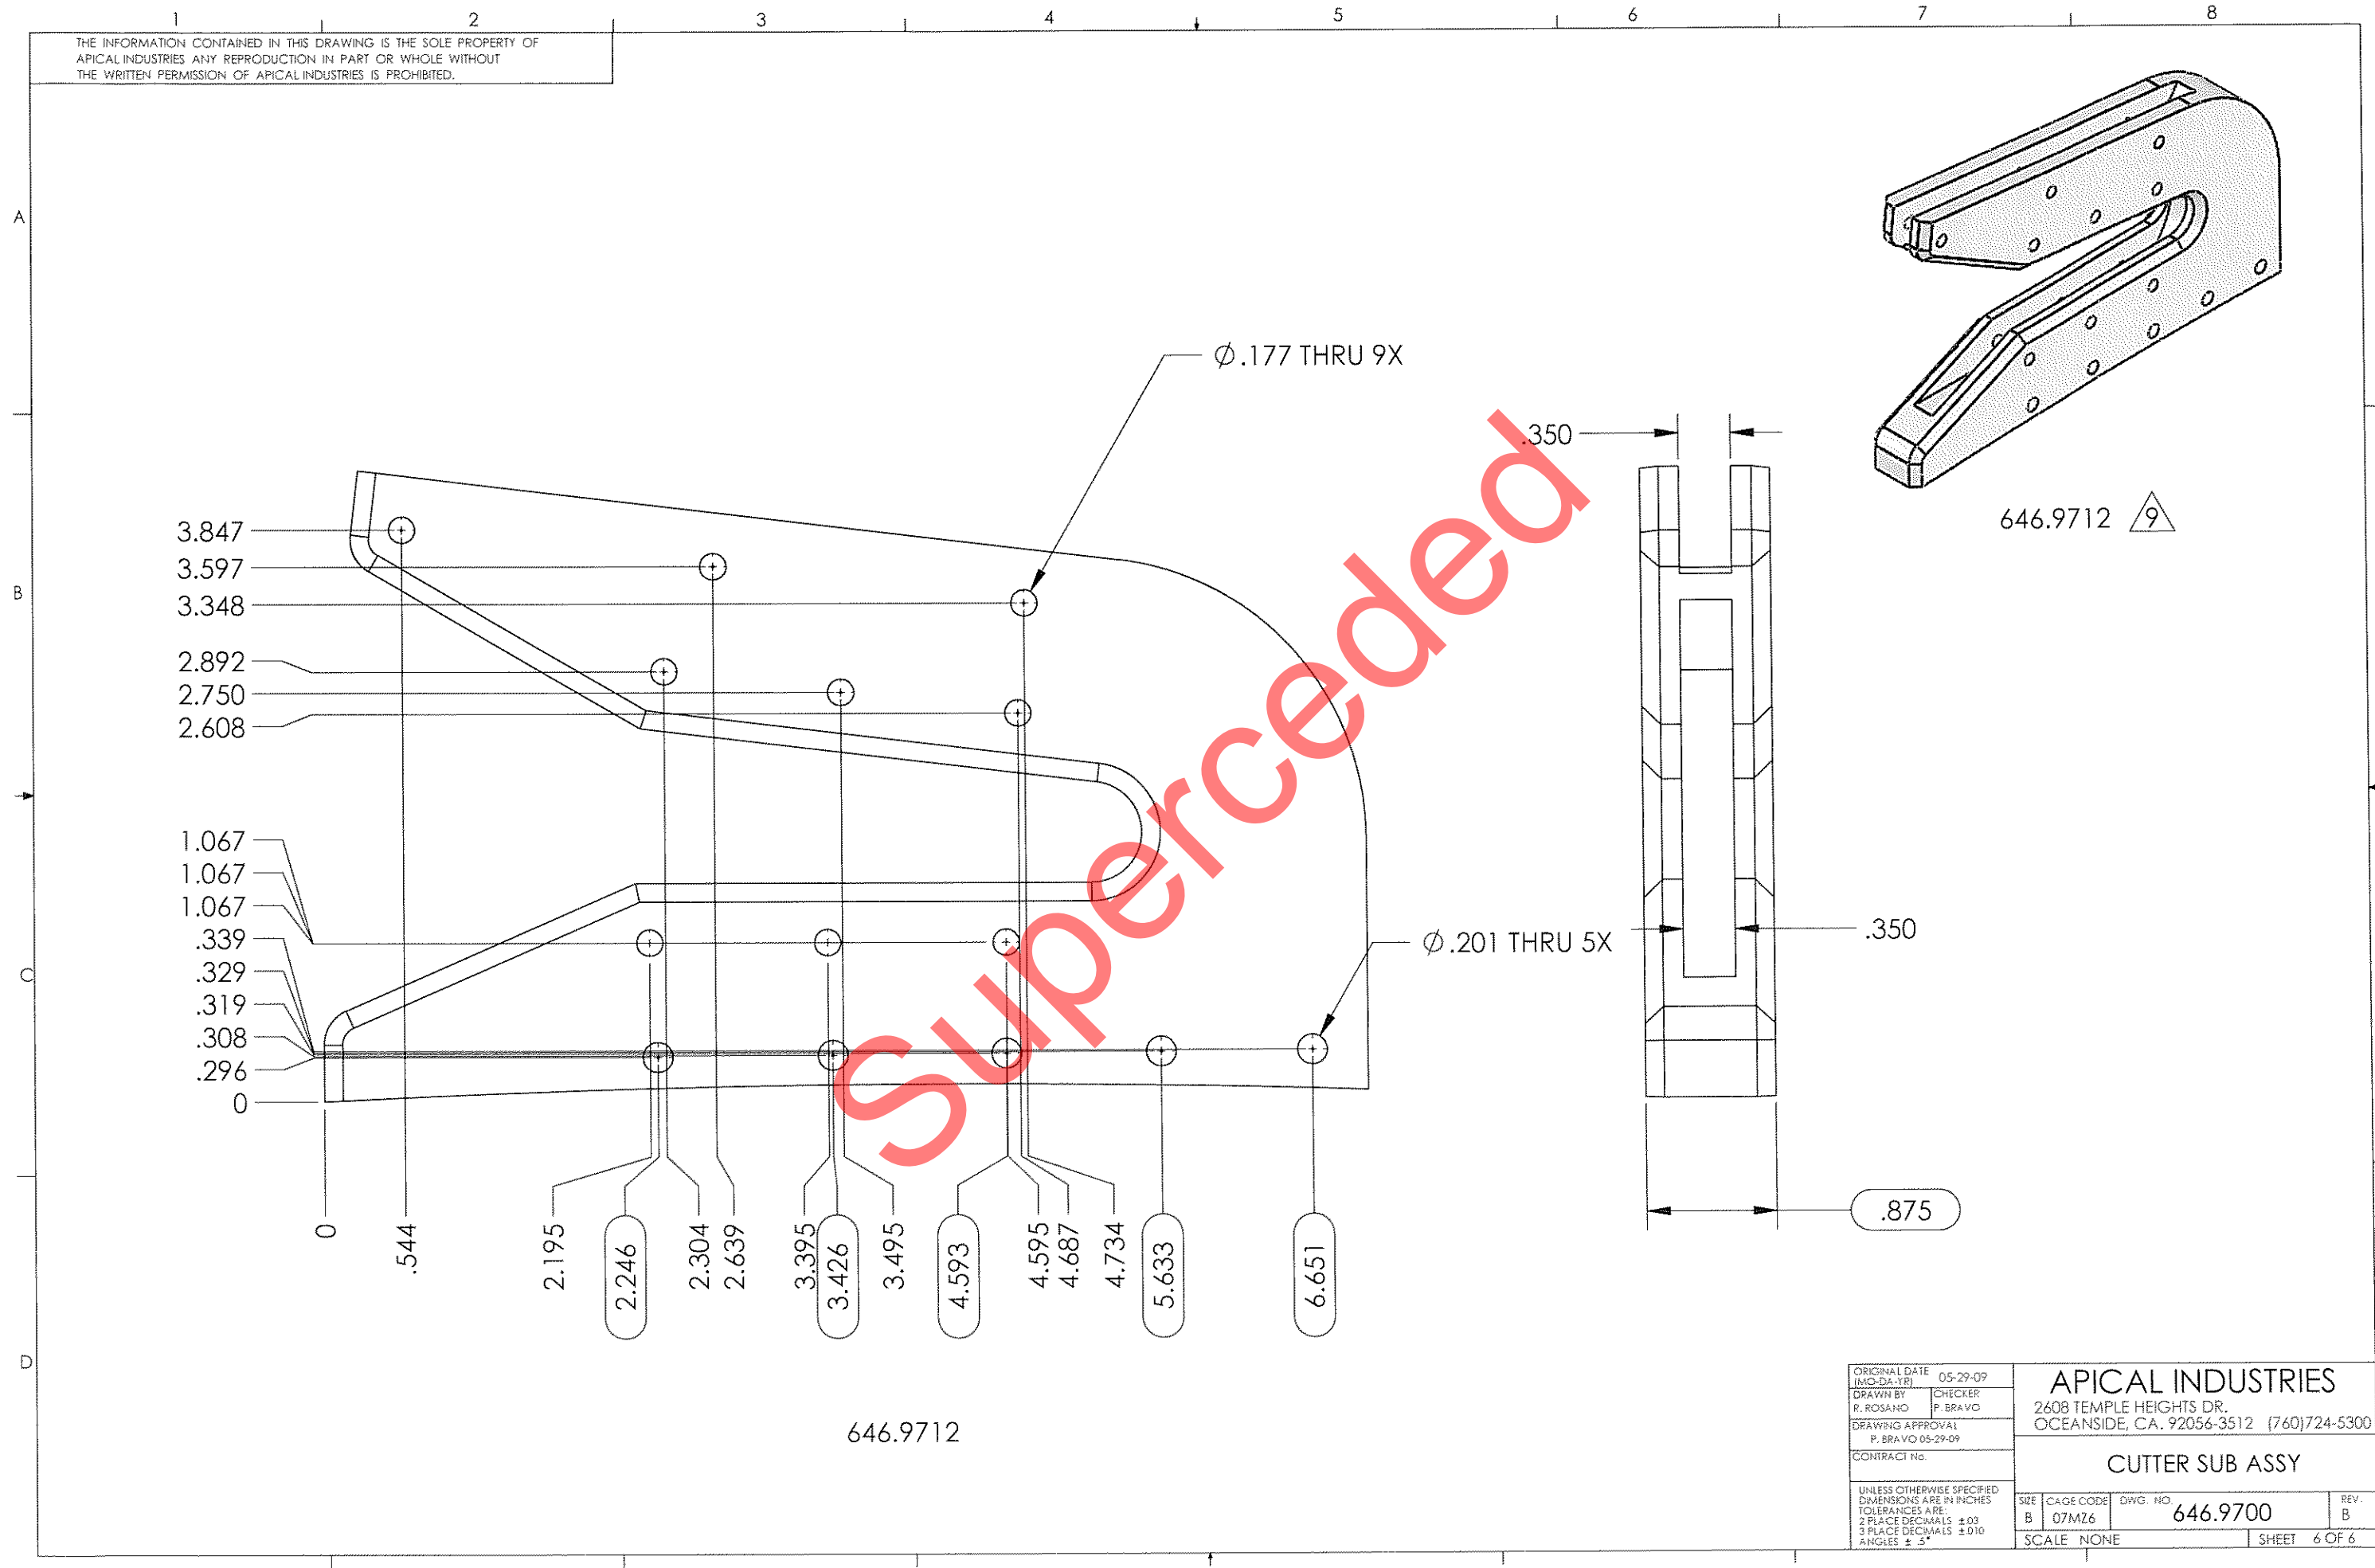 1 2 3 4 5 6 7 8
THE INFORMATION CONTAINED IN THIS DRAWING IS THE SOLE PROPERTY OF
APICAL INDUSTRIES ANY REPRODUCTION IN PART OR WHOLE WITHOUT
THE WRITTEN PERMISSION OF APICAL INDUSTRIES IS PROHIBITED.
A
B
C
D
Ø.177 THRU 9X
.350
646.9712 9
3.847
3.597
3.348
2.892
2.750
2.608
1.067
1.067
1.067
.339
.329
.319
.308
.296
0
Ø.201 THRU 5X
.350
.875
0
.544
2.195
2.246
2.304
2.639
3.395
3.426
3.495
4.593
4.595
4.687
4.734
5.633
6.651
Superceded
646.9712
ORIGINAL DATE
(MO-DA-YR) 05-29-09
DRAWN BY CHECKER
R. ROSANO P. BRAVO
DRAWING APPROVAL
P. BRAVO 05-29-09
CONTRACT No.
UNLESS OTHERWISE SPECIFIED
DIMENSIONS ARE IN INCHES
TOLERANCES ARE:
2 PLACE DECIMALS ±.03
3 PLACE DECIMALS ±.010
ANGLES ± .5°
APICAL INDUSTRIES
2608 TEMPLE HEIGHTS DR.
OCEANSIDE, CA. 92056-3512 (760)724-5300
CUTTER SUB ASSY
SIZE CAGE CODE DWG. NO. REV.
B 07MZ6 646.9700 B
SCALE NONE SHEET 6 OF 6